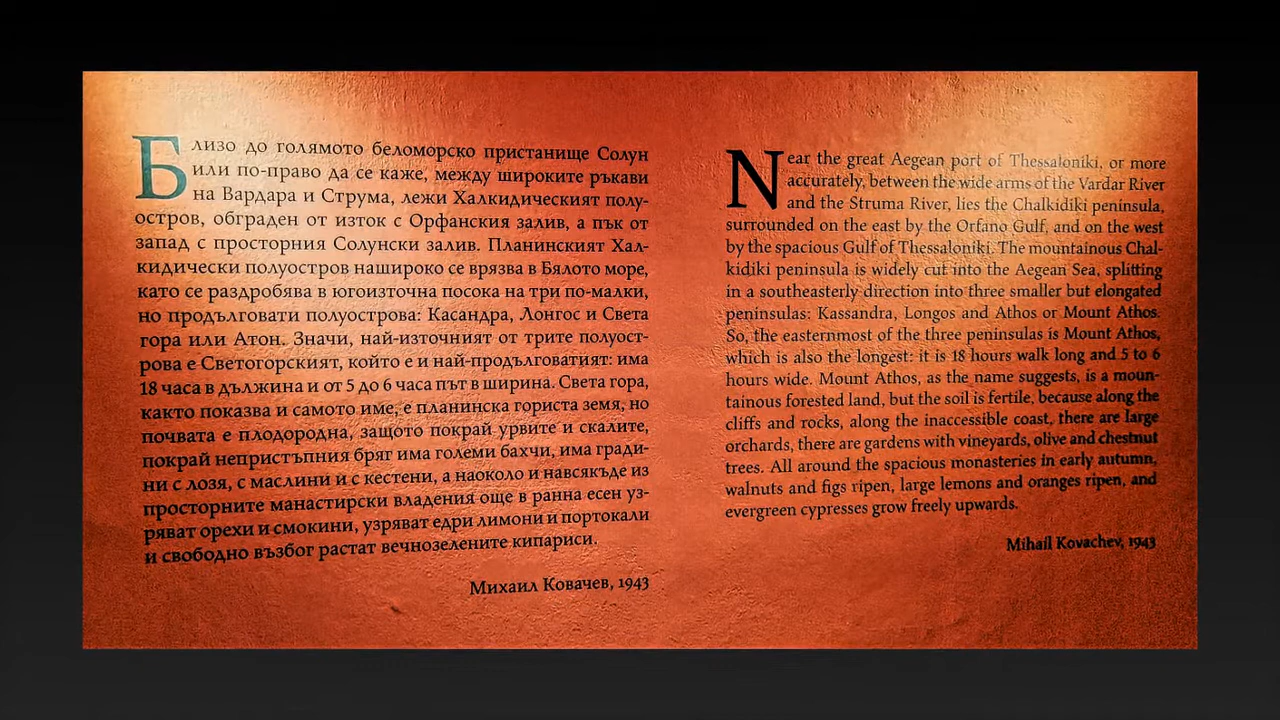 Близо до голямото беломорско пристанище Солун
или по-право да се каже, между широките ръкави
на Вардара и Струма, лежи Халкидическият полу-
остров, обграден от изток с Орфанския залив, а пък от
запад с просторния Солунски залив. Планинският Хал-
кидически полуостров нашироко се врязва в Бялото море,
като се раздробява в югоизточна посока на три по-малки,
но продълговати полуострова: Касандра, Лонгос и Света
гора или Атон. Значи, най-източният от трите полуост-
рова е Светогорският, който е и най-продълговатият: има
18 часа в дължина и от 5 до 6 часа път в ширина. Света гора,
както показва и самото име, е планинска гориста земя, но
почвата е плодородна, защото покрай урвите и скалите,
покрай непристъпния бряг има големи бахчи, има гради-
ни с лозя, с маслини и с кестени, а наоколо и навсякъде из
просторните манастирски владения още в ранна есен уз-
ряват орехи и смокини, узряват едри лимони и портокали
и свободно възбог растат вечнозелените кипариси.
Михаил Ковачев, 1943
Near the great Aegean port of Thessaloniki, or more
accurately, between the wide arms of the Vardar River
and the Struma River, lies the Chalkidiki peninsula,
surrounded on the east by the Orfano Gulf, and on the west
by the spacious Gulf of Thessaloniki. The mountainous Chal-
kidiki peninsula is widely cut into the Aegean Sea, splitting
in a southeasterly direction into three smaller but elongated
peninsulas: Kassandra, Longos and Athos or Mount Athos.
So, the easternmost of the three peninsulas is Mount Athos,
which is also the longest: it is 18 hours walk long and 5 to 6
hours wide. Mount Athos, as the name suggests, is a moun-
tainous forested land, but the soil is fertile, because along the
cliffs and rocks, along the inaccessible coast, there are large
orchards, there are gardens with vineyards, olive and chestnut
trees. All around the spacious monasteries in early autumn,
walnuts and figs ripen, large lemons and oranges ripen, and
evergreen cypresses grow freely upwards.
Mihail Kovachev, 1943